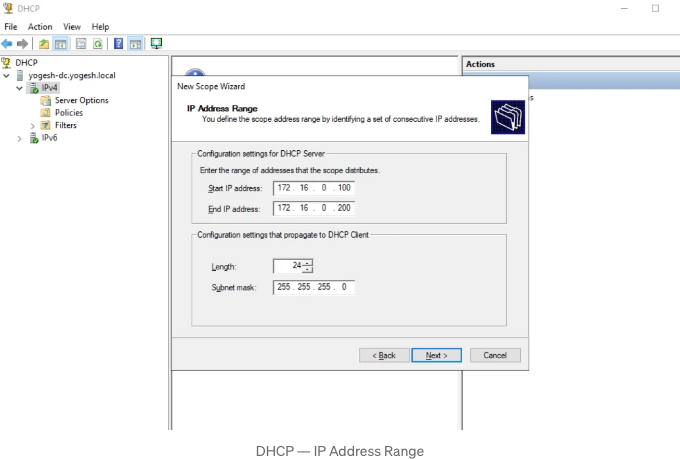 DHCP
File Action View Help
DHCP
yogesh-dc.yogesh.local
IPv4
Server Options
Policies
Filters
IPv6
New Scope Wizard
IP Address Range
You define the scope address range by identifying a set of consecutive IP addresses.
Configuration settings for DHCP Server
Enter the range of addresses that the scope distributes.
Start IP address: 172 . 16 . 0 . 100
End IP address: 172 . 16 . 0 . 200
Configuration settings that propagate to DHCP Client
Length: 24
Subnet mask: 255 . 255 . 255 . 0
< Back Next > Cancel
Actions
DHCP — IP Address Range